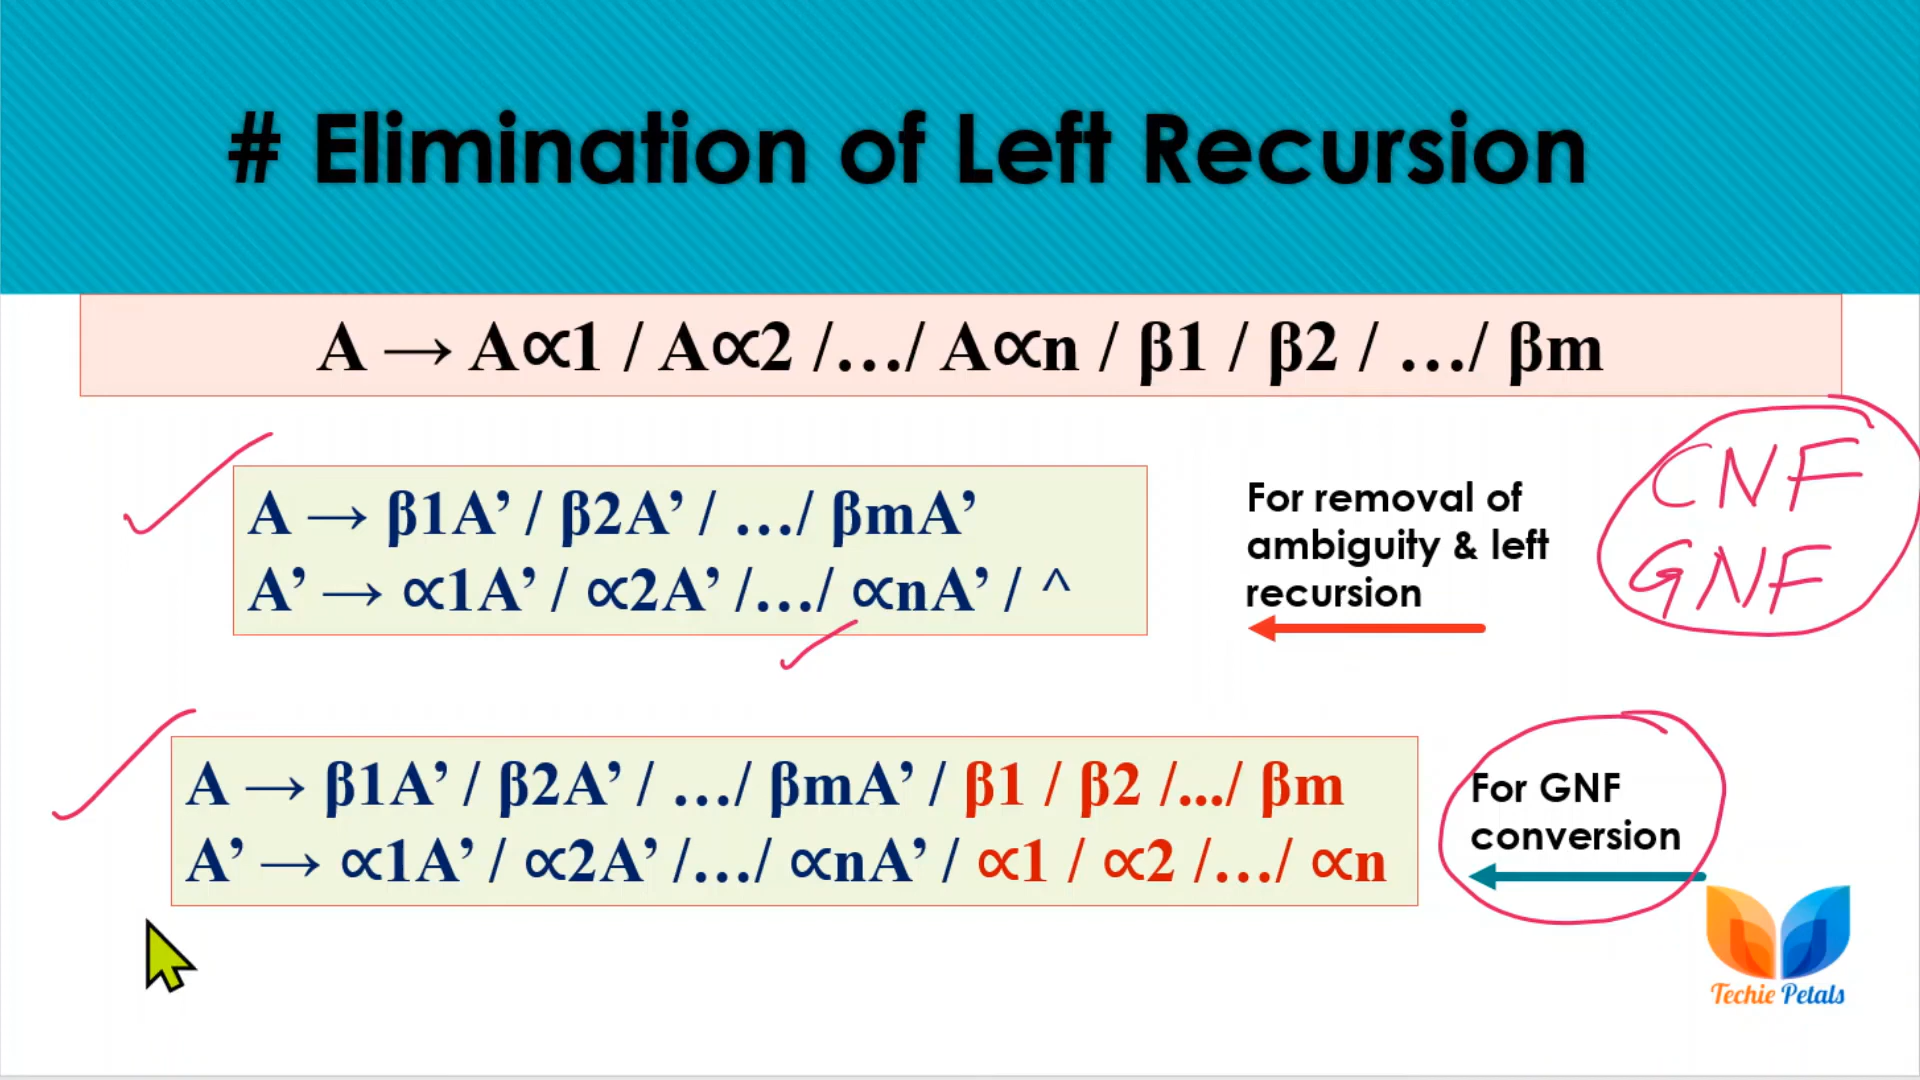 # Elimination of Left Recursion
A → A∝1 / A∝2 /…/ A∝n / β1 / β2 / …/ βm
A → β1A’ / β2A’ / …/ βmA’
A’ → ∝1A’ / ∝2A’ /…/ ∝nA’ / ^
For removal of
ambiguity & left
recursion
CNF
GNF
A → β1A’ / β2A’ / …/ βmA’ / β1 / β2 /.../ βm
A’ → ∝1A’ / ∝2A’ /…/ ∝nA’ / ∝1 / ∝2 /…/ ∝n
For GNF
conversion
Techie Petals